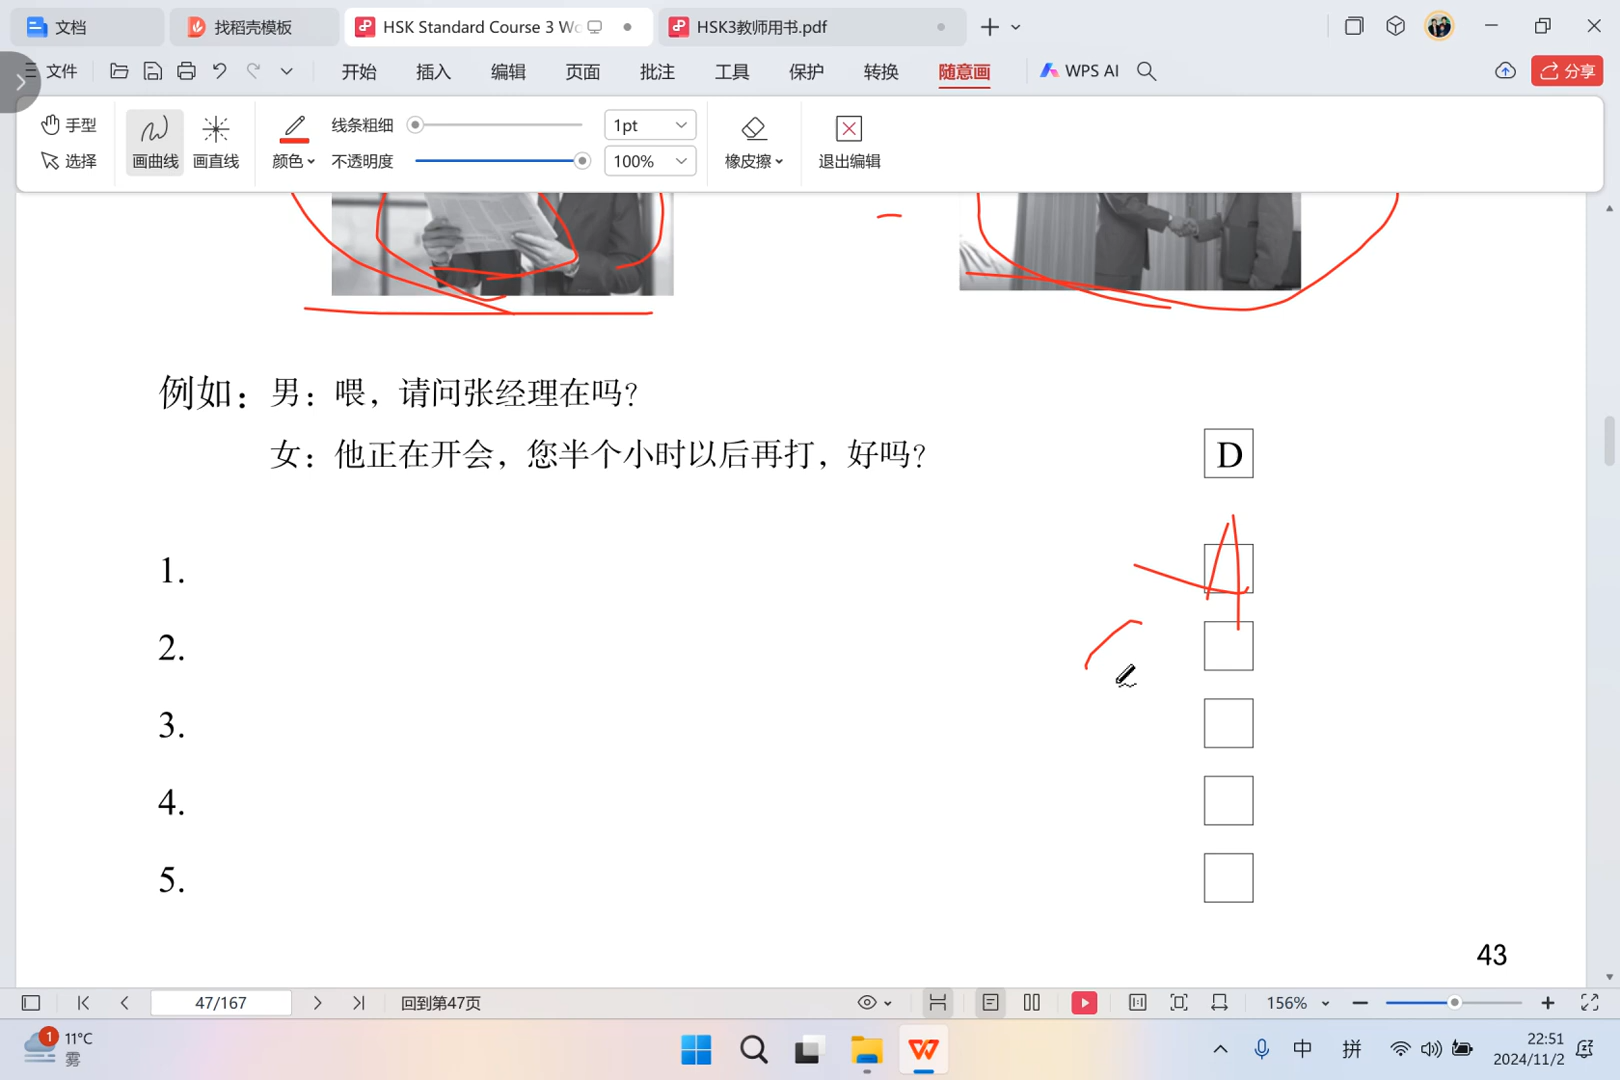 文档
找稻壳模板
HSK Standard Course 3 Wo
HSK3教师用书.pdf
文件
开始
插入
编辑
页面
批注
工具
保护
转换
随意画
WPS AI
分享
手型
选择
画曲线
画直线
颜色
线条粗细
1pt
不透明度
100%
橡皮擦
退出编辑
例如：男：喂，请问张经理在吗？
女：他正在开会，您半个小时以后再打，好吗？
D
1.
A
2.
3.
4.
5.
43
47/167
回到第47页
156%
1
11°C
雾
中
拼
22:51
2024/11/2